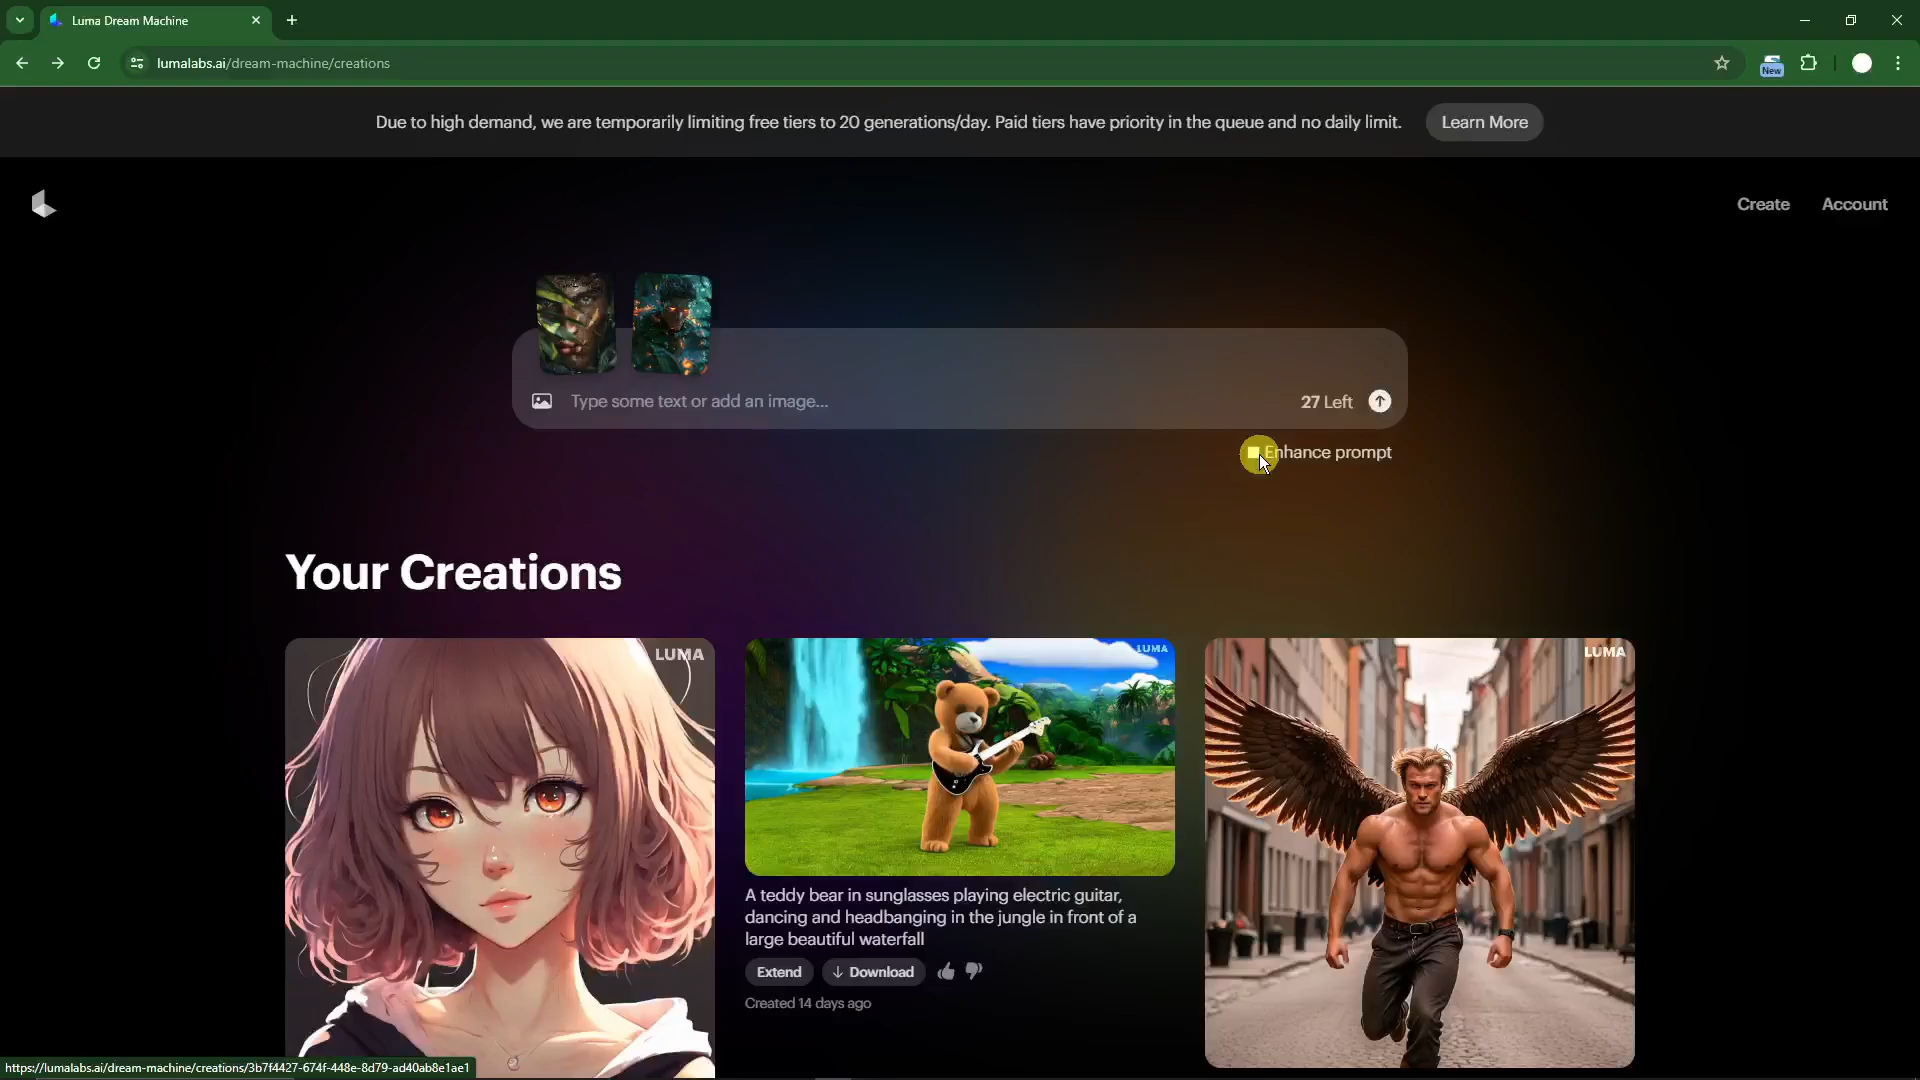 Luma Dream Machine
lumalabs.ai/dream-machine/creations
New
Due to high demand, we are temporarily limiting free tiers to 20 generations/day. Paid tiers have priority in the queue and no daily limit.
Learn More
Create
Account
Type some text or add an image...
27 Left
Enhance prompt
Your Creations
LUMA
LUMA
LUMA
A teddy bear in sunglasses playing electric guitar,
dancing and headbanging in the jungle in front of a
large beautiful waterfall
Extend
Download
Created 14 days ago
https://lumalabs.ai/dream-machine/creations/3b7f4427-674f-448e-8d79-ad40ab8e1ae1